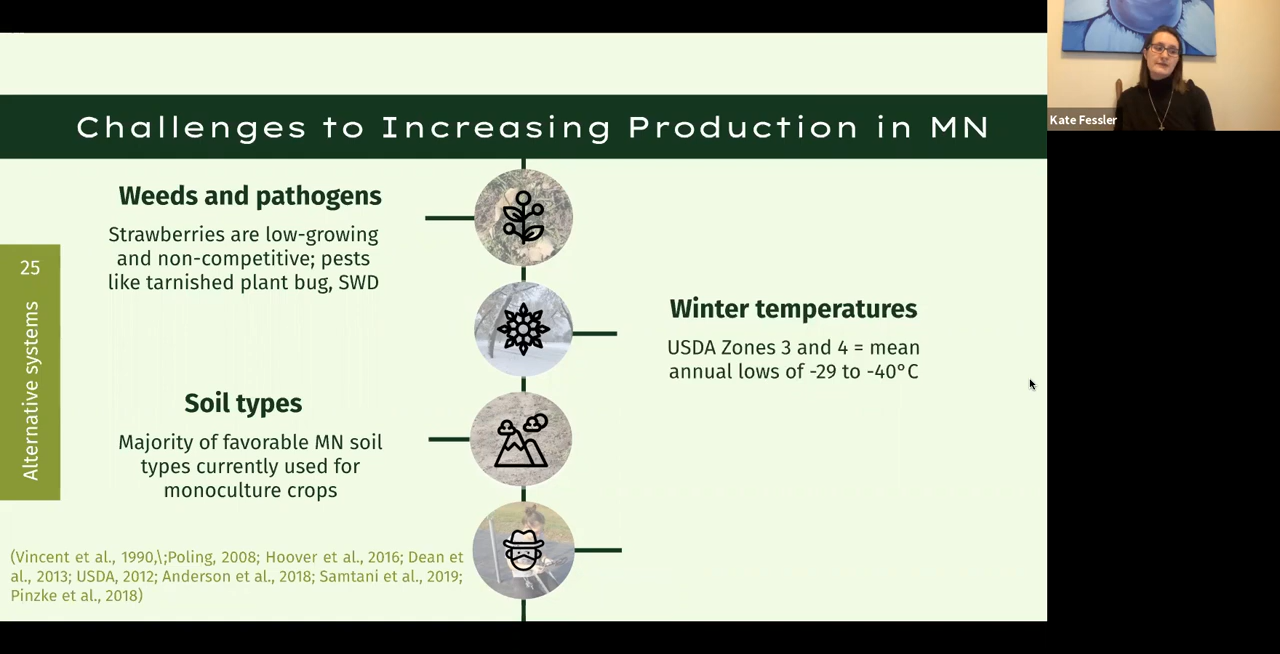 Challenges to Increasing Production in MN
Kate Fessler
Weeds and pathogens
Strawberries are low-growing
and non-competitive; pests
like tarnished plant bug, SWD
Winter temperatures
USDA Zones 3 and 4 = mean
annual lows of -29 to -40°C
Soil types
Majority of favorable MN soil
types currently used for
monoculture crops
25
Alternative systems
(Vincent et al., 1990,\;Poling, 2008; Hoover et al., 2016; Dean et
al., 2013; USDA, 2012; Anderson et al., 2018; Samtani et al., 2019;
Pinzke et al., 2018)